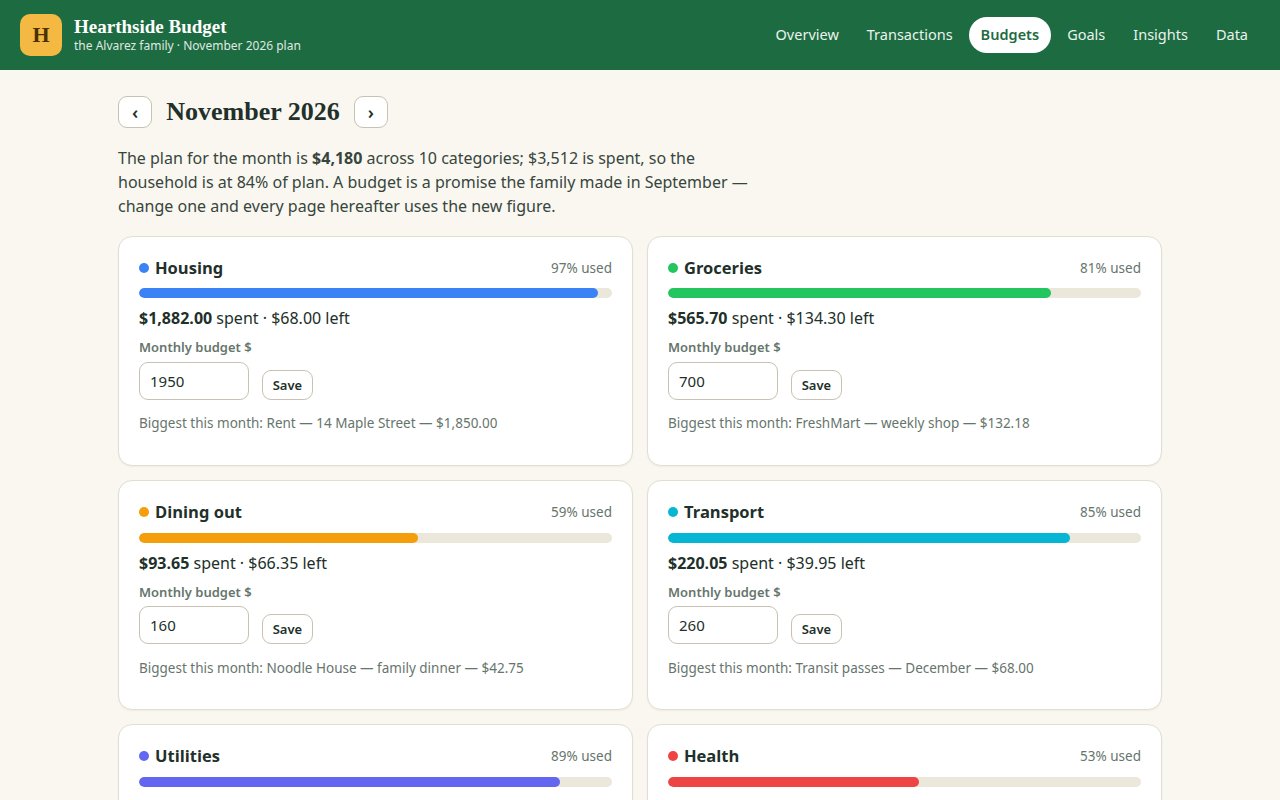 H
Hearthside Budget
the Alvarez family · November 2026 plan
Overview
Transactions
Budgets
Goals
Insights
Data
‹
November 2026
›
The plan for the month is $4,180 across 10 categories; $3,512 is spent, so the
household is at 84% of plan. A budget is a promise the family made in September —
change one and every page hereafter uses the new figure.
Housing
97% used
$1,882.00 spent · $68.00 left
Monthly budget $
1950
Save
Biggest this month: Rent — 14 Maple Street — $1,850.00
Groceries
81% used
$565.70 spent · $134.30 left
Monthly budget $
700
Save
Biggest this month: FreshMart — weekly shop — $132.18
Dining out
59% used
$93.65 spent · $66.35 left
Monthly budget $
160
Save
Biggest this month: Noodle House — family dinner — $42.75
Transport
85% used
$220.05 spent · $39.95 left
Monthly budget $
260
Save
Biggest this month: Transit passes — December — $68.00
Utilities
89% used
Health
53% used